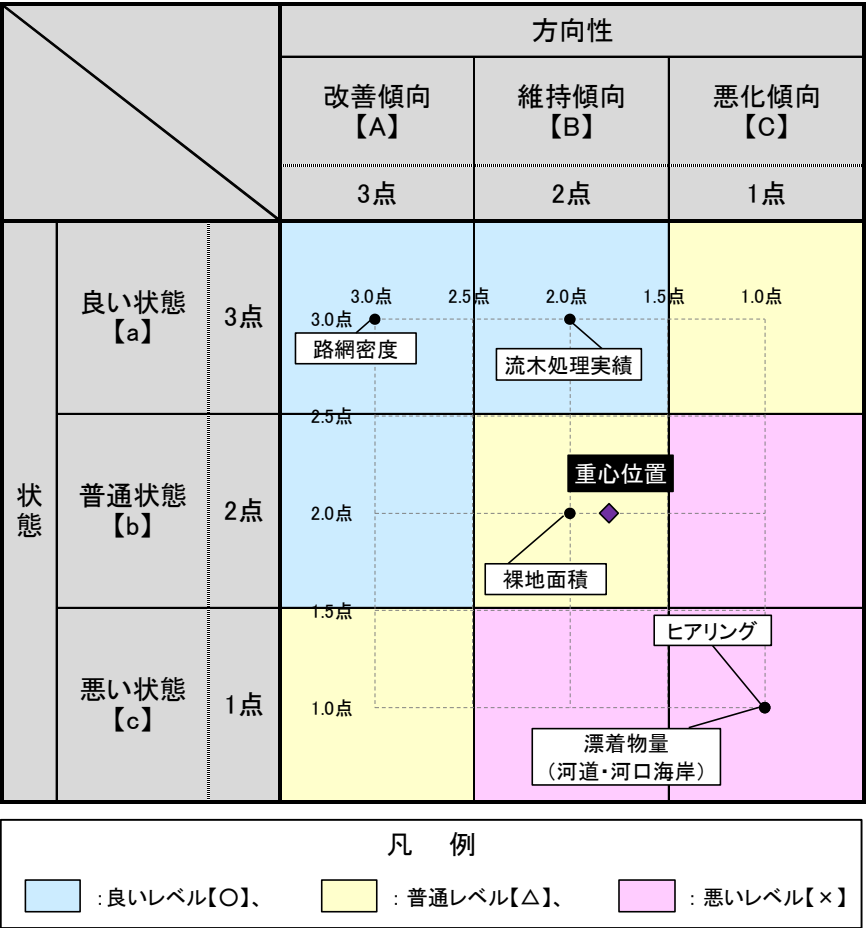 方向性
改善傾向
【A】
維持傾向
【B】
悪化傾向
【C】
3点
2点
1点
状態
良い状態
【a】
3点
3.0点
2.5点
2.0点
1.5点
1.0点
3.0点
路網密度
流木処理実績
2.5点
普通状態
【b】
2点
重心位置
2.0点
裸地面積
1.5点
ヒアリング
悪い状態
【c】
1点
1.0点
漂着物量
（河道・河口海岸）
凡　例
：良いレベル【○】、
：普通レベル【△】、
：悪いレベル【×】